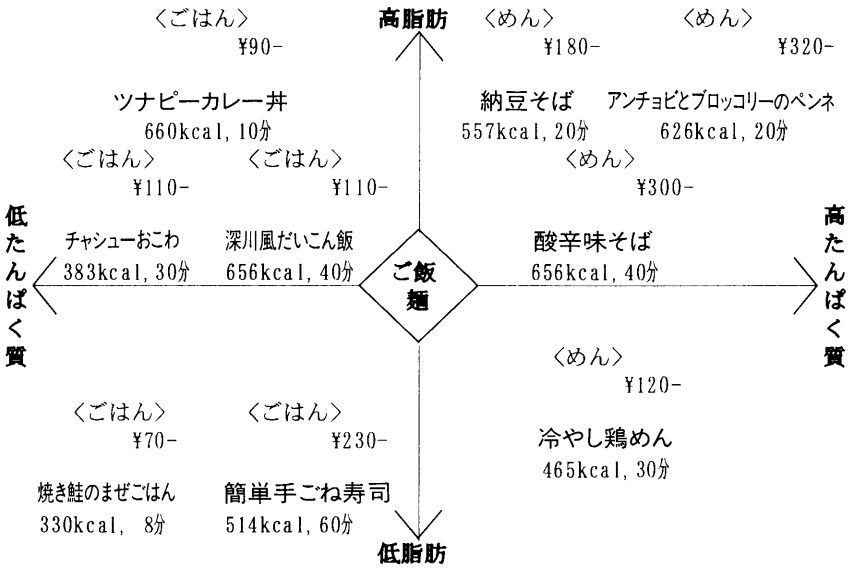 〈ごはん〉
¥90-
ツナピーカレー丼
660kcal,10分
高脂肪
〈めん〉
¥180-
納豆そば
557kcal,20分
〈めん〉
¥320-
アンチョビとブロッコリーのペンネ
626kcal,20分
〈ごはん〉
¥110-
チャシューおこわ
383kcal,30分
〈ごはん〉
¥110-
深川風だいこん飯
656kcal,40分
〈めん〉
¥300-
酸辛味そば
656kcal,40分
低たんぱく質
ご飯
麺
高たんぱく質
〈ごはん〉
¥70-
焼き鮭のまぜごはん
330kcal, 8分
〈ごはん〉
¥230-
簡単手ごね寿司
514kcal,60分
〈めん〉
¥120-
冷やし鶏めん
465kcal,30分
低脂肪